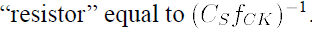 “resistor” equal to $(C_S f_{CK})^{-1}$.